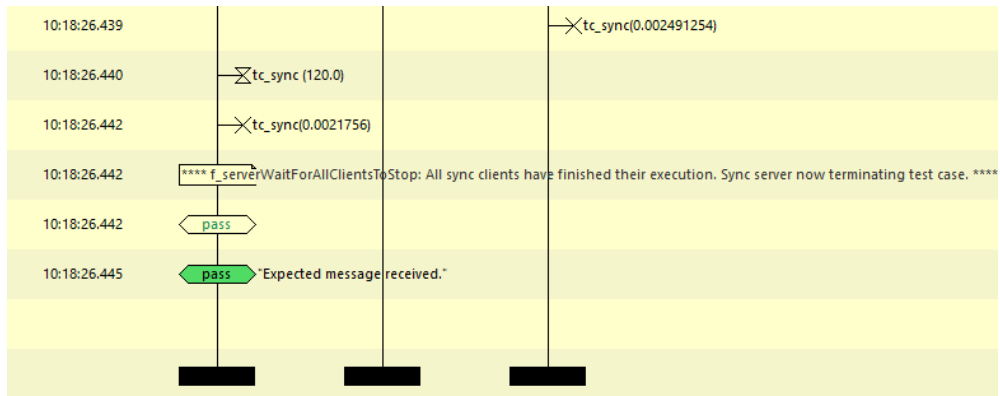 10:18:26.439 tc_sync(0.002491254)
10:18:26.440 tc_sync (120.0)
10:18:26.442 tc_sync(0.0021756)
10:18:26.442 **** f_serverWaitForAllClientsToStop: All sync clients have finished their execution. Sync server now terminating test case. ****
10:18:26.442 pass
10:18:26.445 pass "Expected message received."